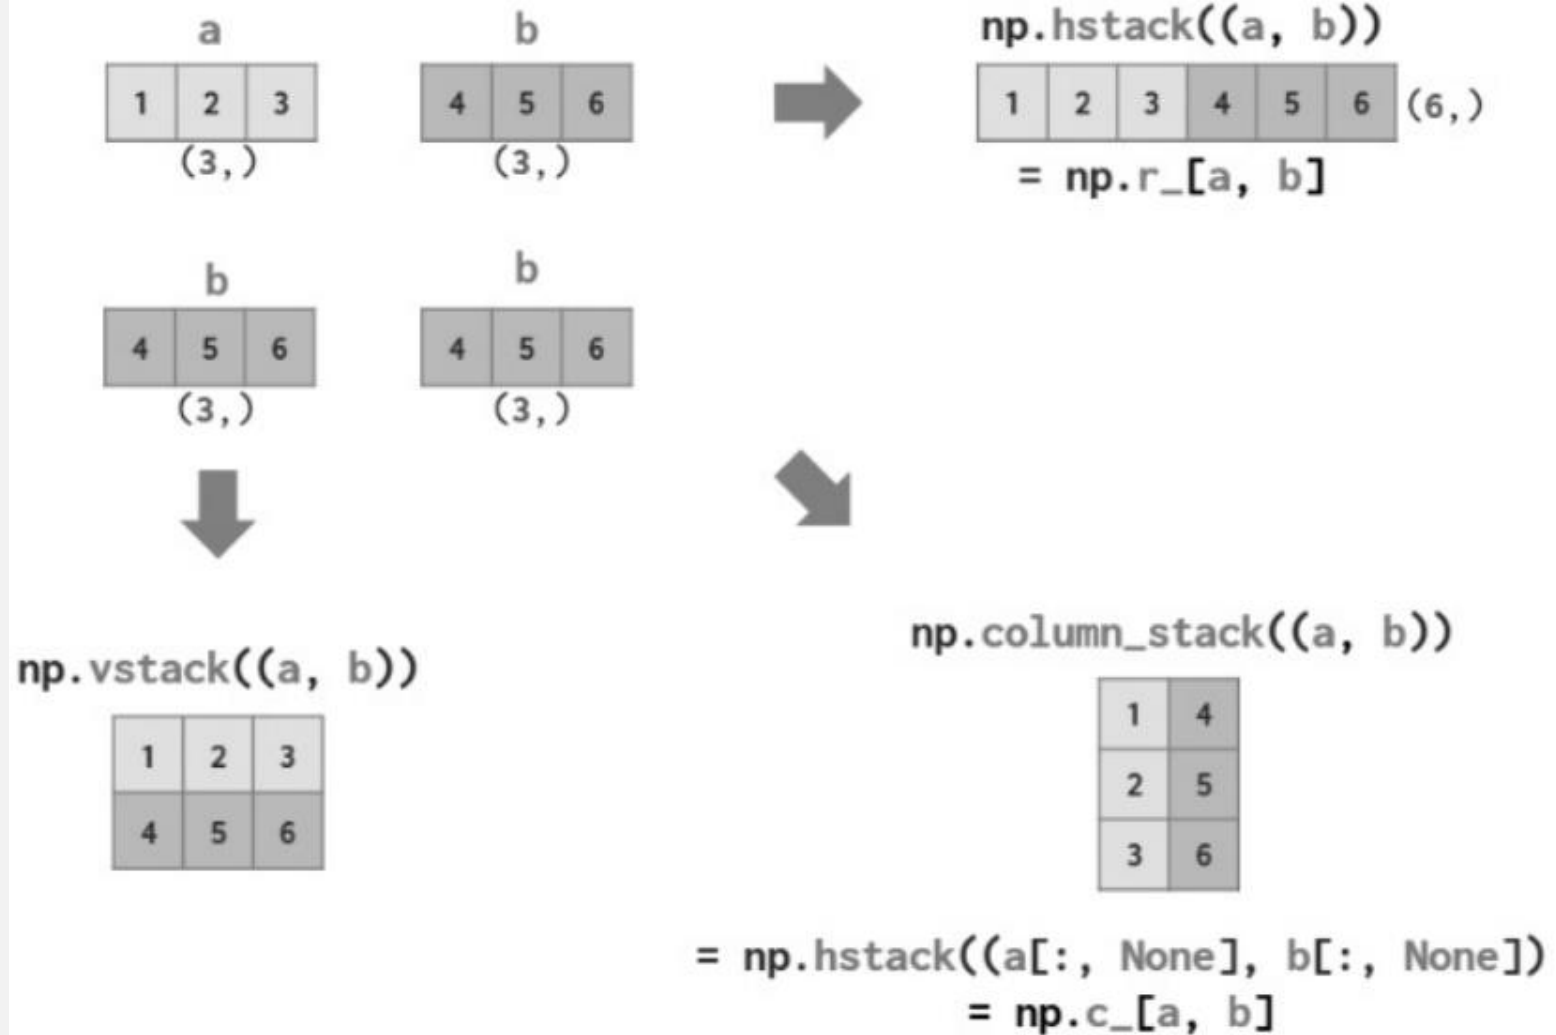 a
b
np.hstack((a, b))
1 2 3
4 5 6
1 2 3 4 5 6 (6,)
(3,)
(3,)
= np.r_[a, b]
b
b
4 5 6
4 5 6
(3,)
(3,)
np.vstack((a, b))
1 2 3
4 5 6
np.column_stack((a, b))
1 4
2 5
3 6
= np.hstack((a[:, None], b[:, None])
= np.c_[a, b]